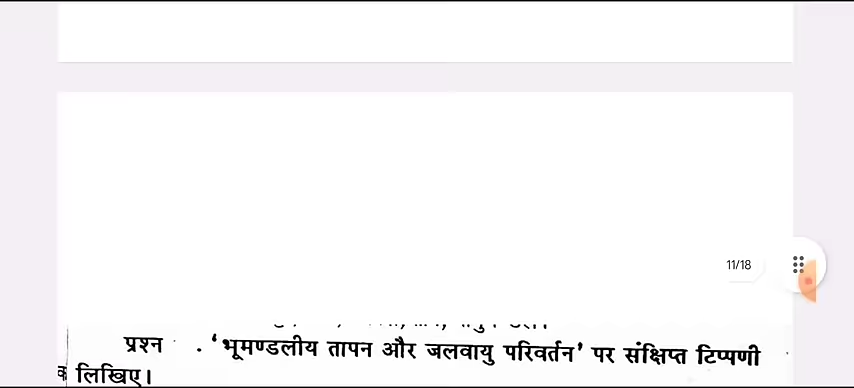 11/18
प्रश्न . 'भूमण्डलीय तापन और जलवायु परिवर्तन' पर संक्षिप्त टिप्पणी
लिखिए।